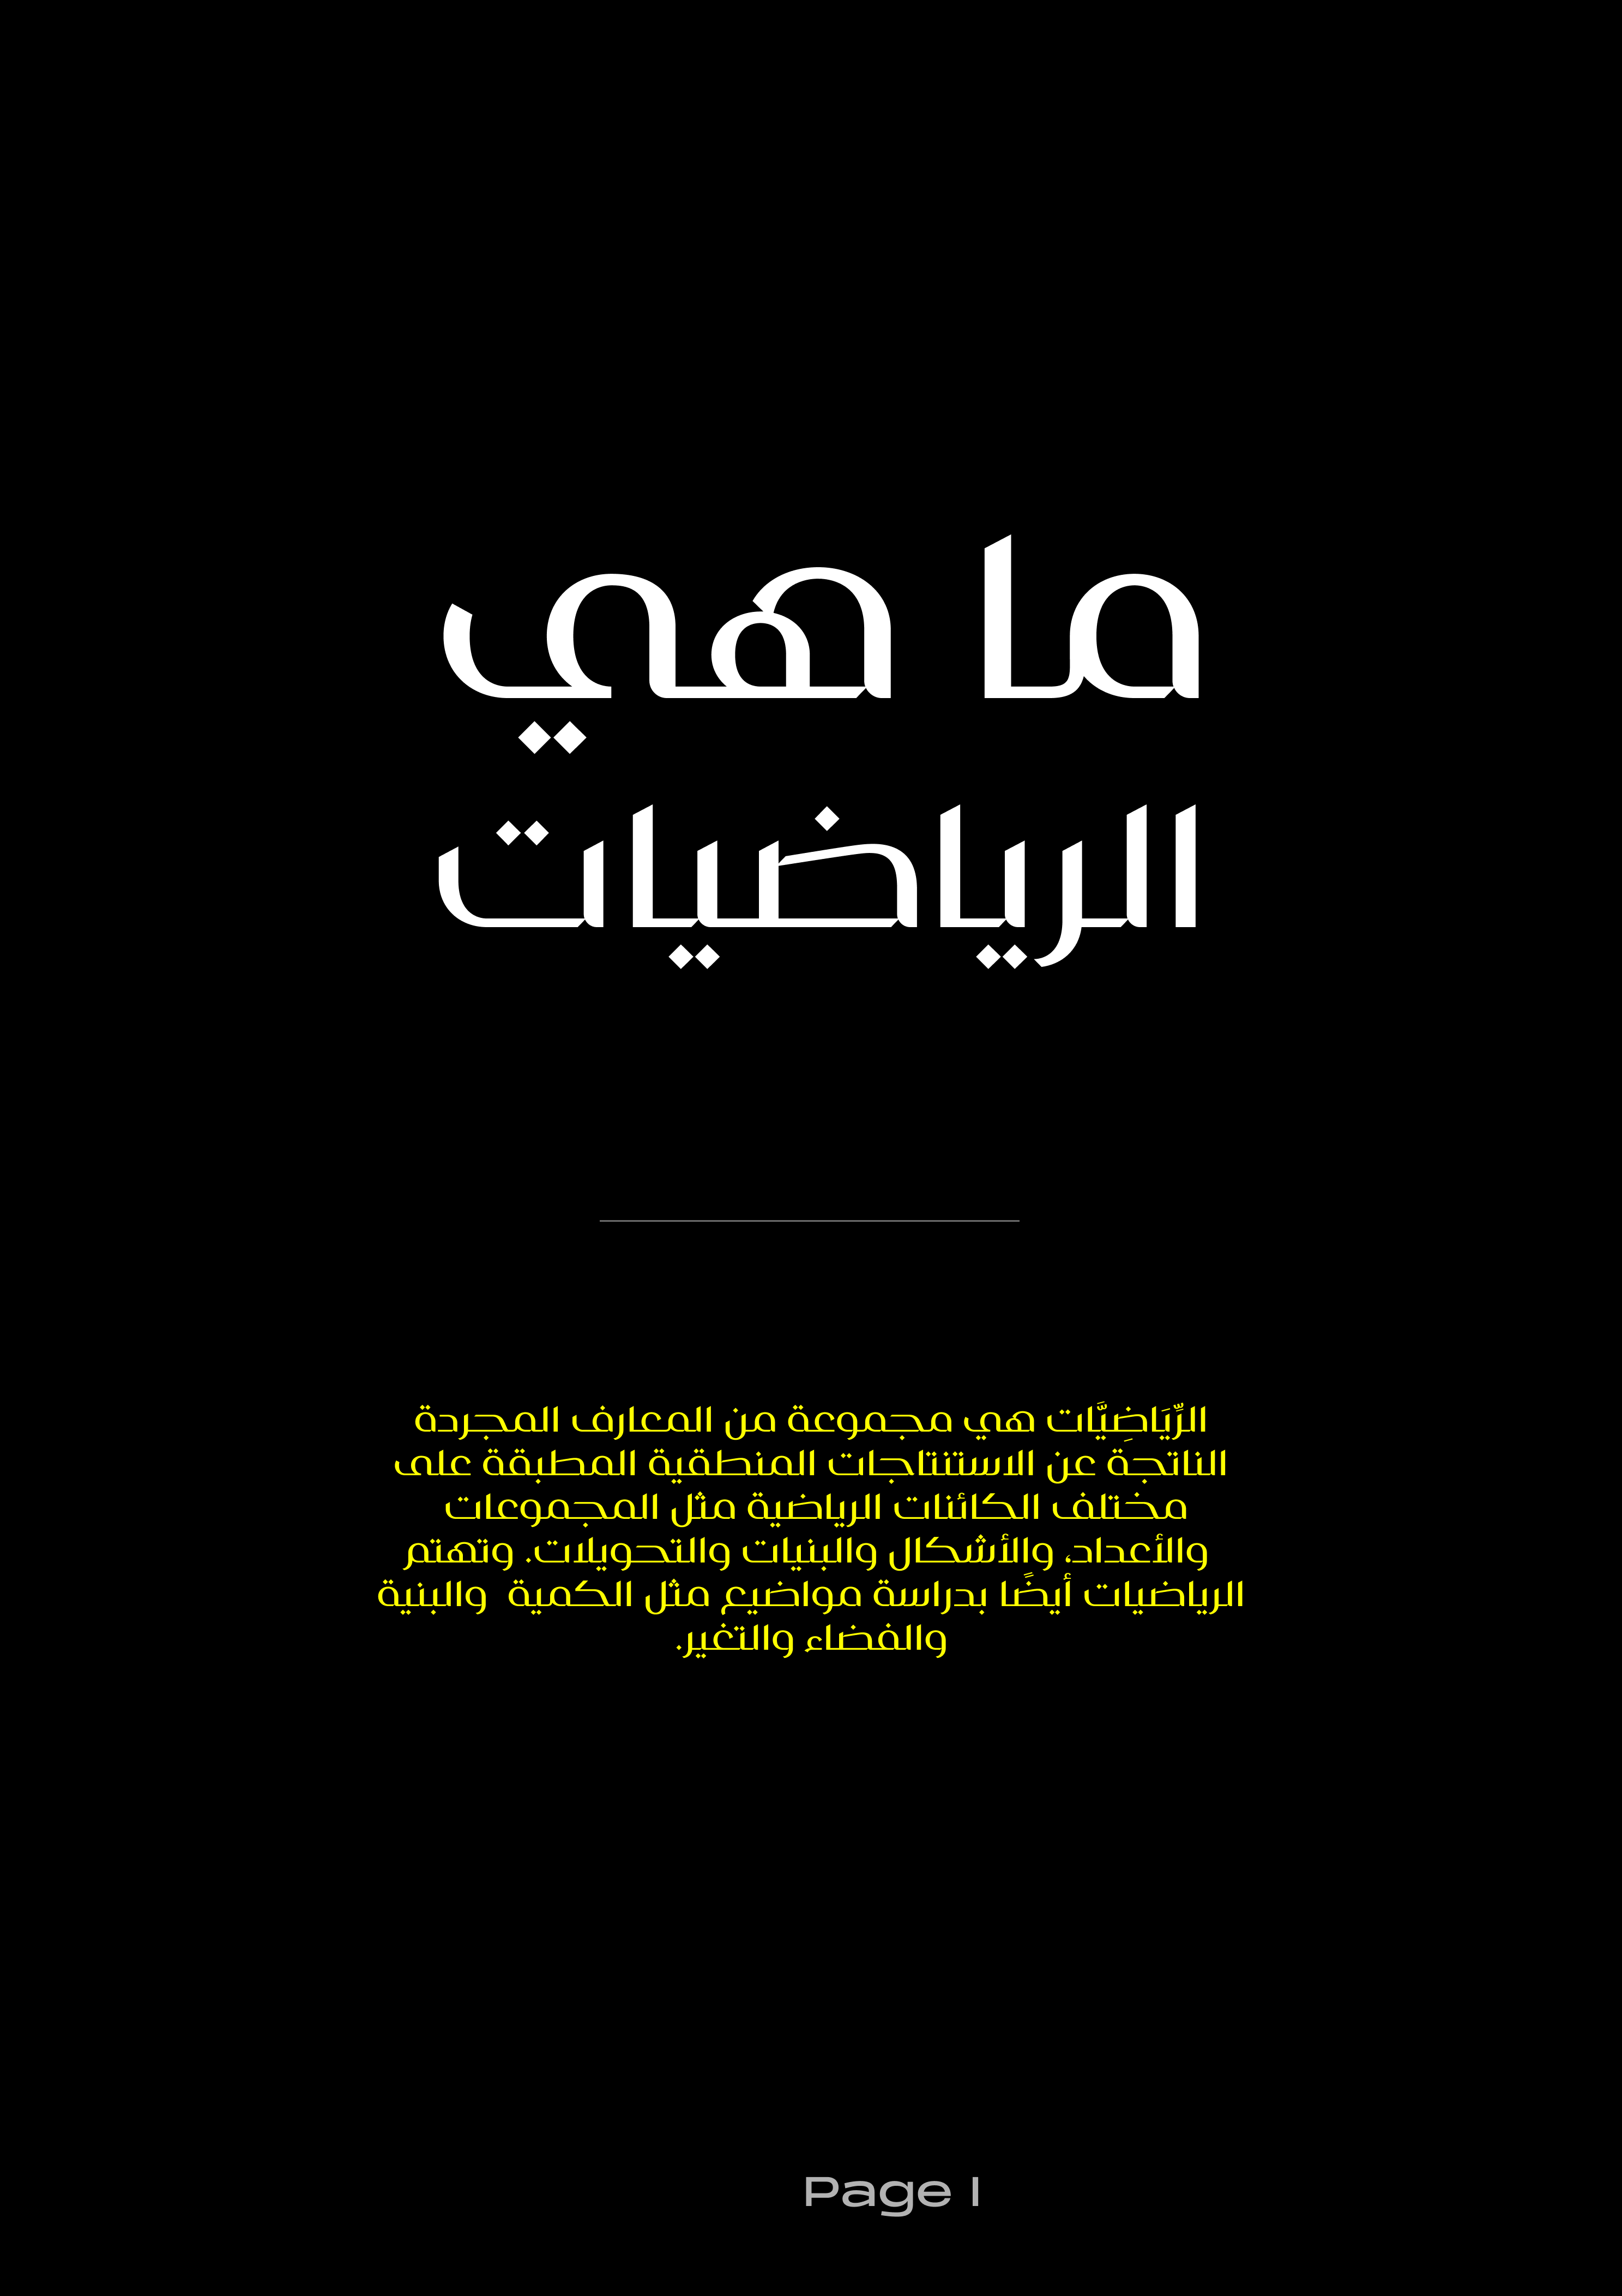 ما هي
الرياضيات
الرِّيَاضِيَّات هي مجموعة من المعارف المجردة
الناتجة عن الاستنتاجات المنطقية المطبقة على
مختلف الكائنات الرياضية مثل المجموعات
والأعداد، والأشكال والبنيات والتحويلات. وتهتم
الرياضيات أيضًا بدراسة مواضيع مثل الكمية والبنية
والفضاء والتغير.
Page I